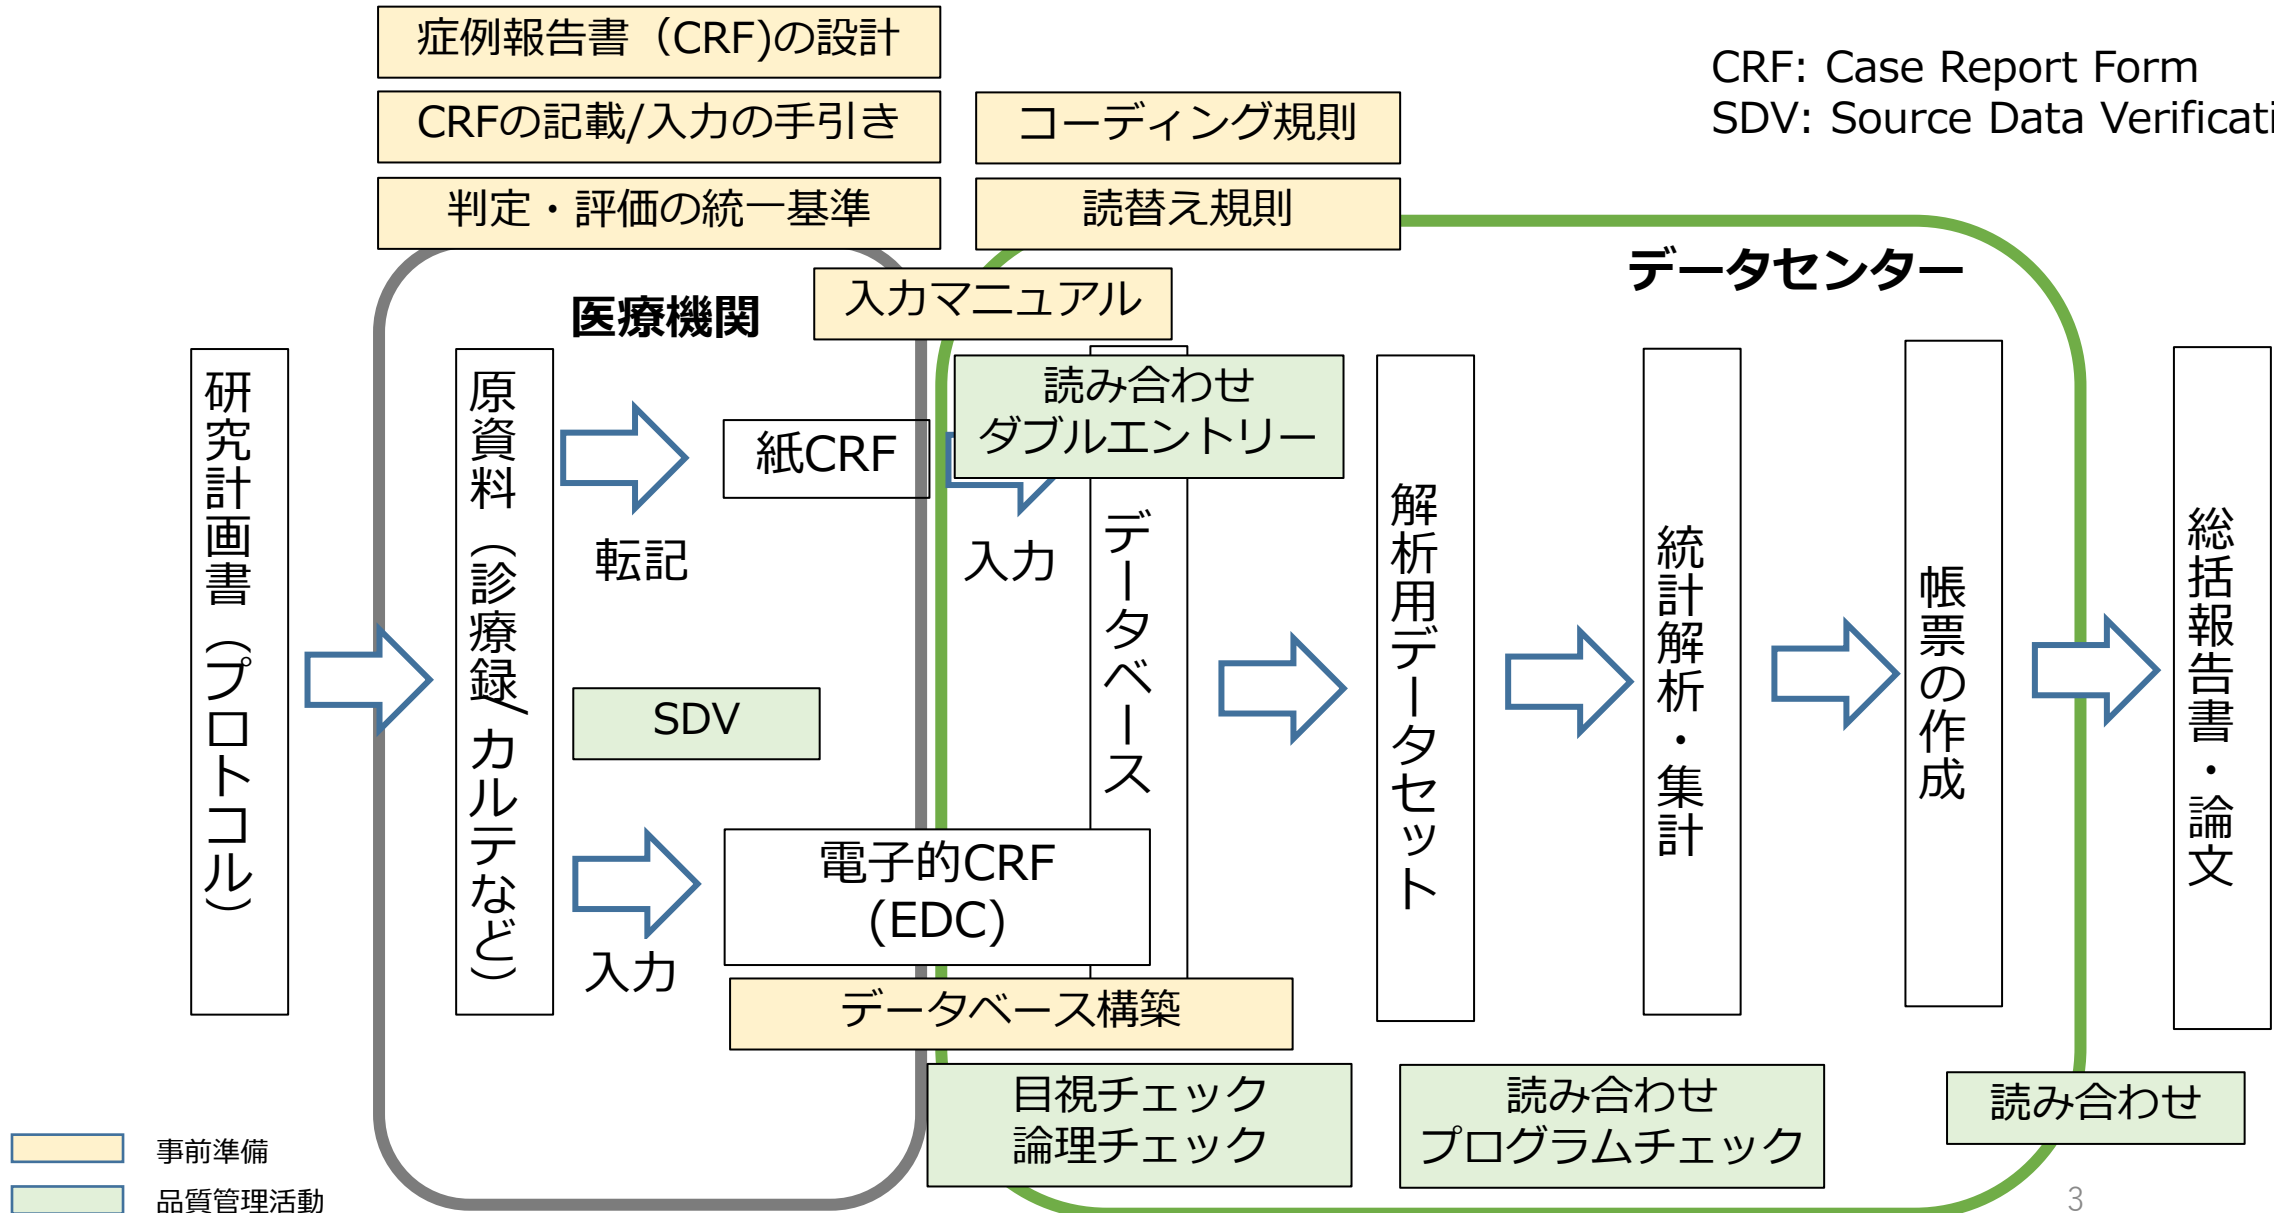 症例報告書（CRF)の設計
CRFの記載/入力の手引き
判定・評価の統一基準
コーディング規則
読替え規則
CRF: Case Report Form
SDV: Source Data Verificati
医療機関
入力マニュアル
データセンター
研究計画書（プロトコル）
原資料（診療録/カルテなど）
転記
紙CRF
入力
読み合わせ
ダブルエントリー
データベース
SDV
入力
電子的CRF
(EDC)
データベース構築
解析用データセット
統計解析・集計
帳票の作成
総括報告書・論文
目視チェック
論理チェック
読み合わせ
プログラムチェック
読み合わせ
事前準備
品質管理活動
3